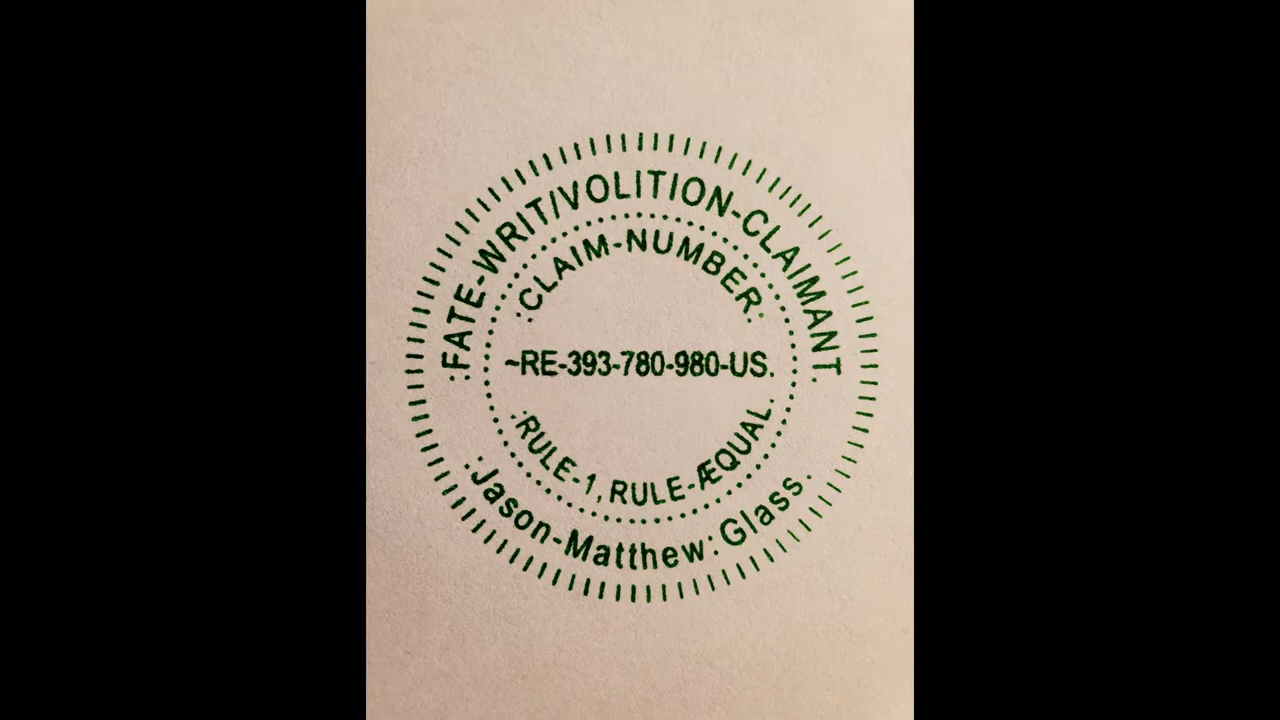 :FATE-WRIT/VOLITION-CLAIMANT.
:CLAIM-NUMBER:
~RE-393-780-980-US.
:RULE-1, RULE-ÆQUAL.
:Jason-Matthew: Glass.